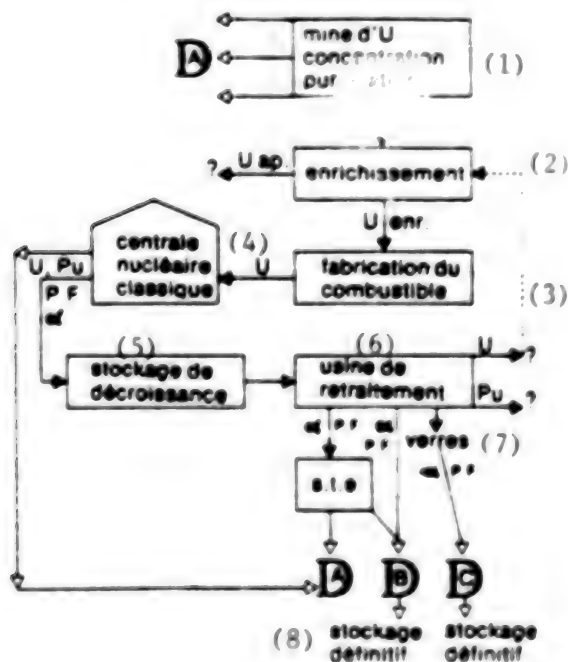 mine d'U
concentration
(1)
A
enrichissement
(2)
? U ap.
U enr.
centrale
nucléaire
classique
(4)
U
fabrication du
combustible
(3)
U, Pu
P F
α
(5)
stockage de
décroissance
(6)
usine de
retraitement
U ?
Pu ?
α P F
α
P F
verres (7)
α P F
s.t.e
A B C
(8) stockage
définitif
stockage
définitif